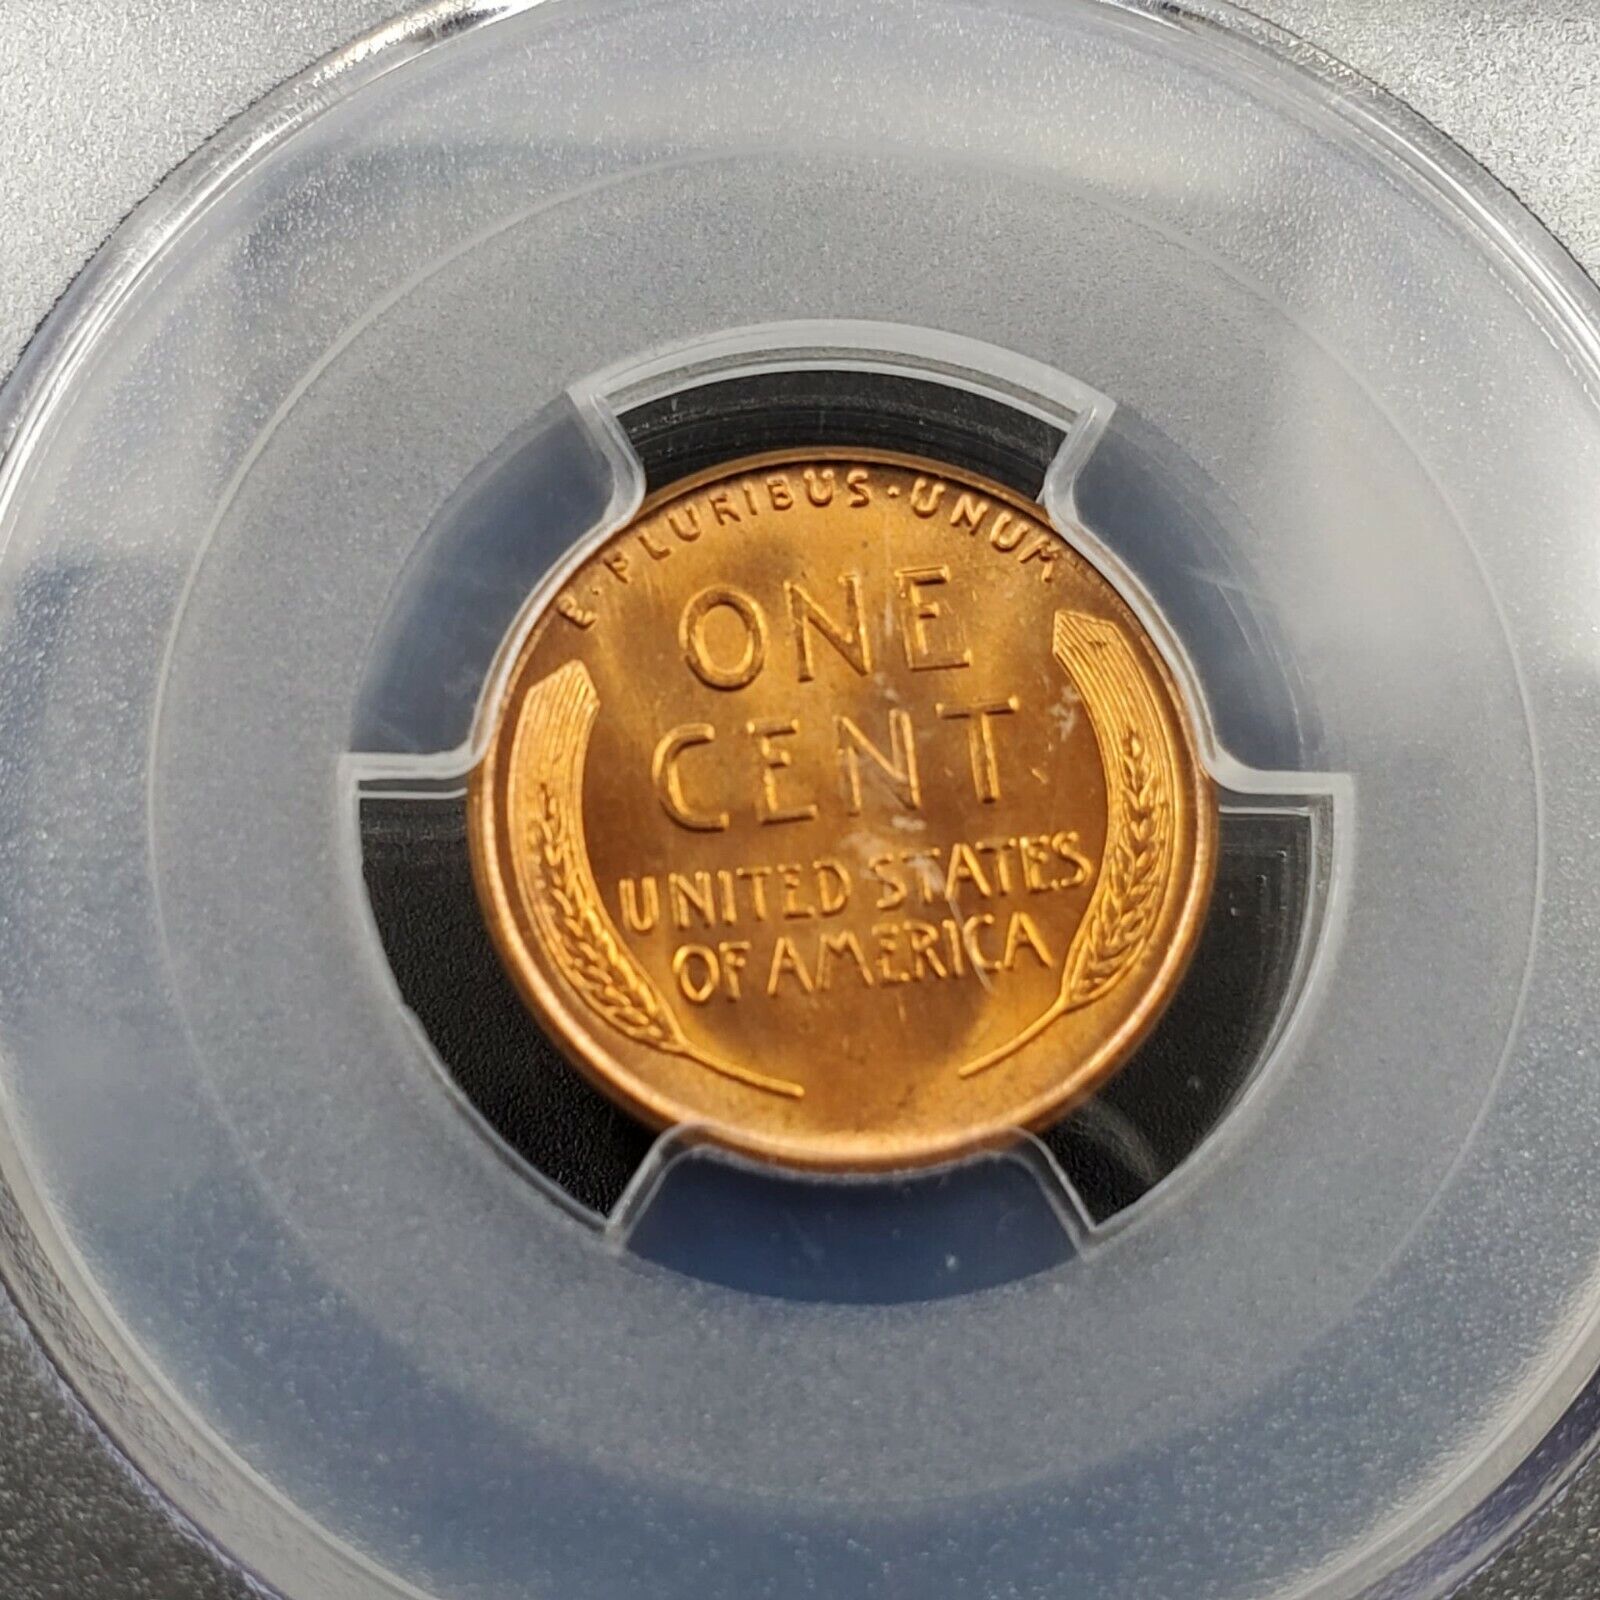 E·PLURIBUS·UNUM
ONE
CENT
UNITED STATES
OF AMERICA